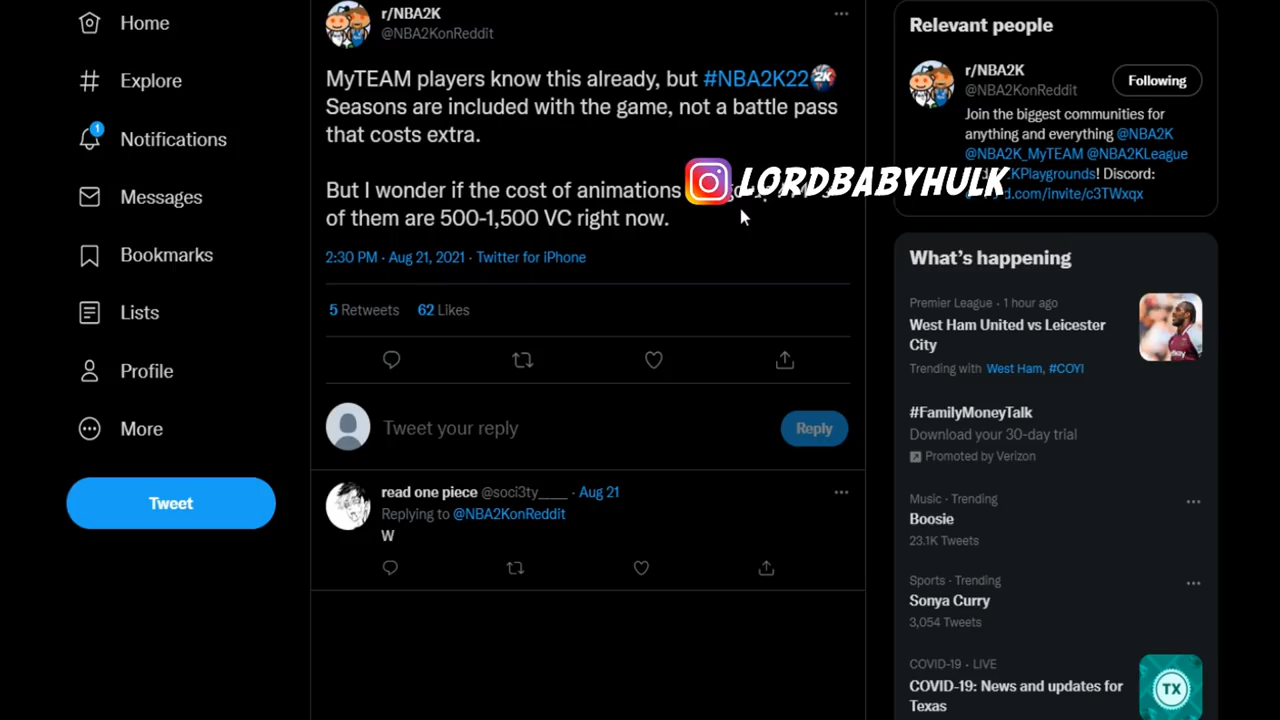 Home
Explore
1
Notifications
Messages
Bookmarks
Lists
Profile
More
Tweet
r/NBA2K
@NBA2KonReddit
MyTEAM players know this already, but #NBA2K22
Seasons are included with the game, not a battle pass
that costs extra.
But I wonder if the cost of animations
of them are 500-1,500 VC right now.
2:30 PM · Aug 21, 2021 · Twitter for iPhone
5 Retweets 62 Likes
Tweet your reply
Reply
read one piece @soci3ty____ · Aug 21
Replying to @NBA2KonReddit
W
LORDBABYHULK
Relevant people
r/NBA2K
@NBA2KonReddit
Following
Join the biggest communities for
anything and everything @NBA2K
@NBA2K_MyTEAM @NBA2KLeague
KPlaygrounds! Discord:
.com/invite/c3TWxqx
What's happening
Premier League · 1 hour ago
West Ham United vs Leicester
City
Trending with West Ham, #COYI
#FamilyMoneyTalk
Download your 30-day trial
Promoted by Verizon
Music · Trending
Boosie
23.1K Tweets
Sports · Trending
Sonya Curry
3,054 Tweets
COVID-19 · LIVE
COVID-19: News and updates for
Texas
TX